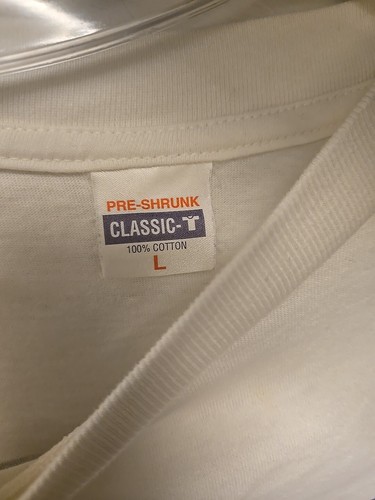 PRE-SHRUNK
CLASSIC-T
100% COTTON
L